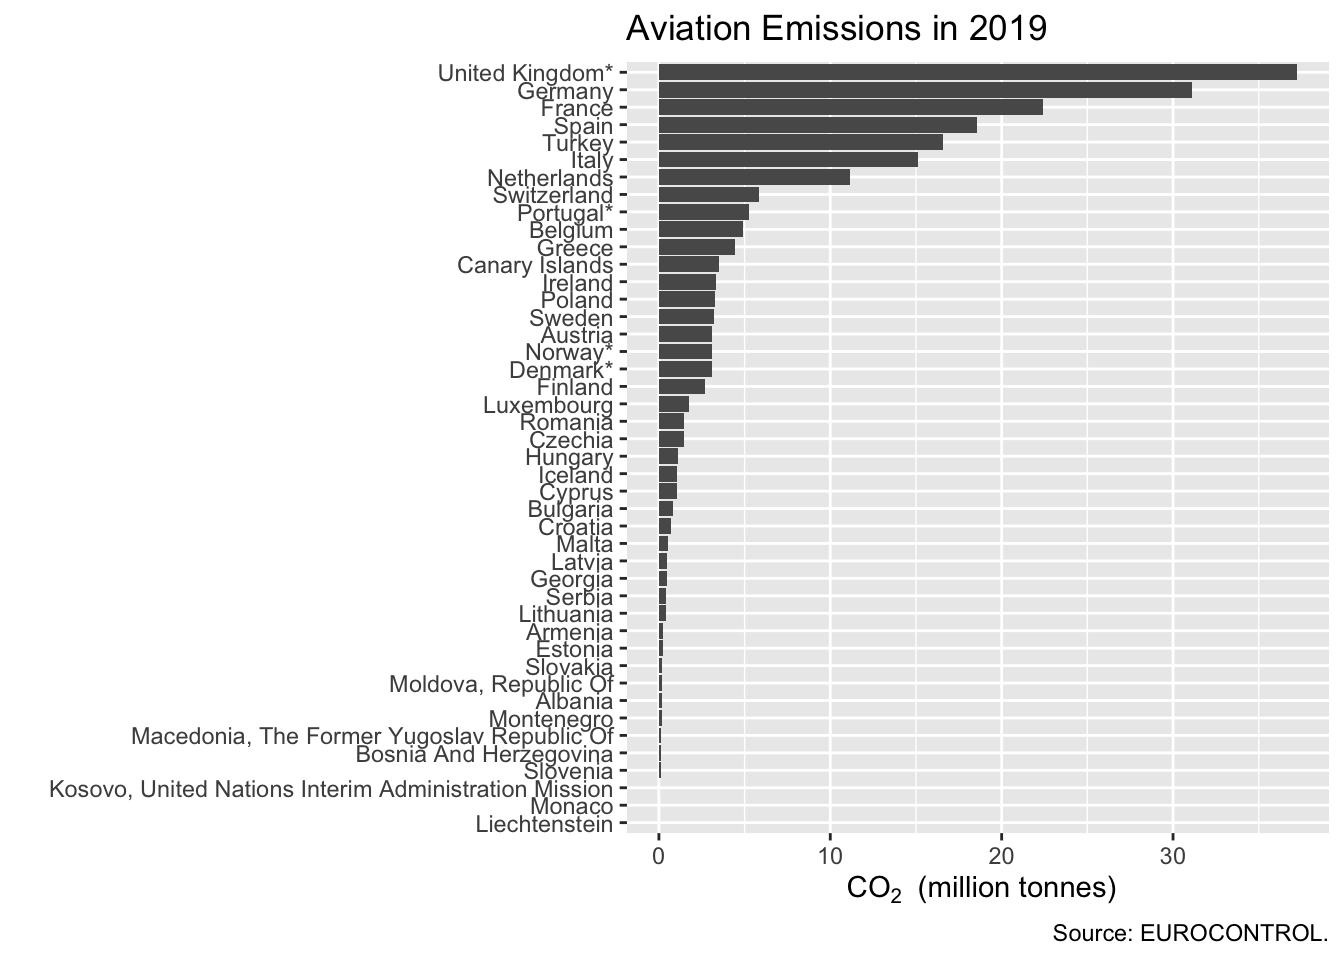 Aviation Emissions in 2019
United Kingdom*
Germany
France
Spain
Turkey
Italy
Netherlands
Switzerland
Portugal*
Belgium
Greece
Canary Islands
Ireland
Poland
Sweden
Austria
Norway*
Denmark*
Finland
Luxembourg
Romania
Czechia
Hungary
Iceland
Cyprus
Bulgaria
Croatia
Malta
Latvia
Georgia
Serbia
Lithuania
Armenia
Estonia
Slovakia
Moldova, Republic Of
Albania
Montenegro
Macedonia, The Former Yugoslav Republic Of
Bosnia And Herzegovina
Slovenia
Kosovo, United Nations Interim Administration Mission
Monaco
Liechtenstein
0 10 20 30
CO₂ (million tonnes)
Source: EUROCONTROL.